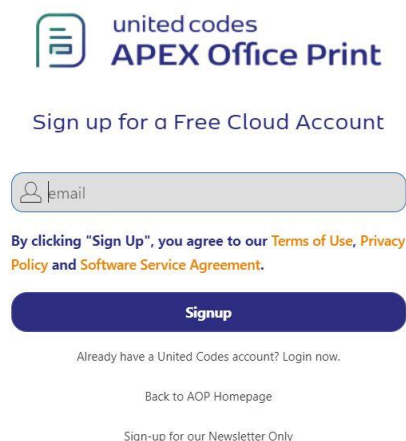 united codes
APEX Office Print
Sign up for a Free Cloud Account
email
By clicking "Sign Up", you agree to our Terms of Use, Privacy
Policy and Software Service Agreement.
Signup
Already have a United Codes account? Login now.
Back to AOP Homepage
Sign-up for our Newsletter Only